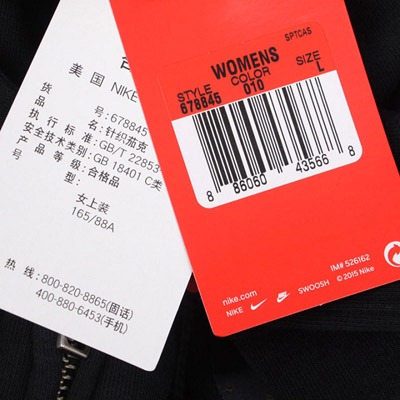 美 国 NIKE
货 号:678845
品 名:针织茄克
执 行 标 准:GB/T 22853
安全技术类别:GB 18401 C类
产 品 等 级:合格品
型:
女上装
165/88A
热 线:800-820-8865(固话)
400-880-6453(手机)
SPTCAS
WOMENS
STYLE COLOR SIZE
678845 010 L
8 86060 43566 8
IM# 526162
nike.com
NIKE SWOOSH © 2015 Nike